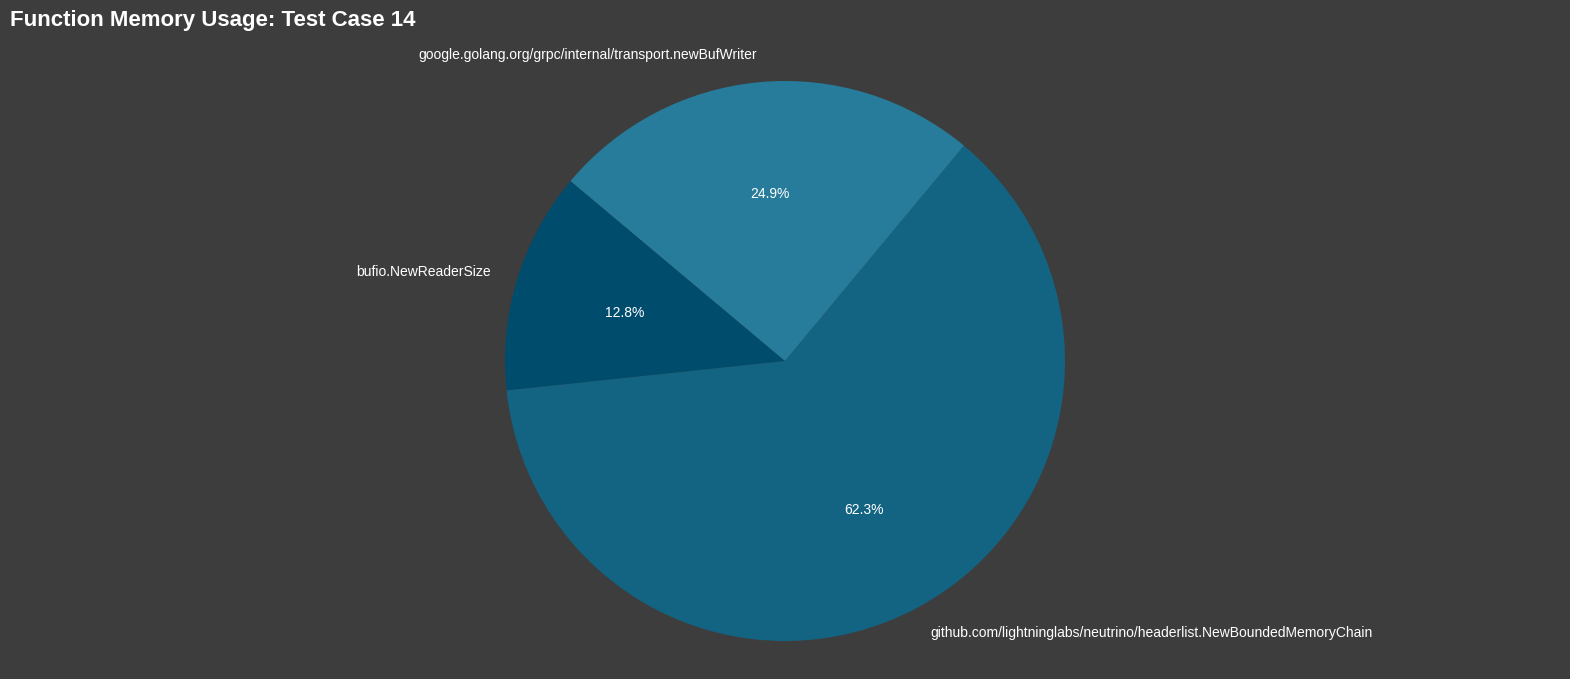 Function Memory Usage: Test Case 14
google.golang.org/grpc/internal/transport.newBufWriter
24.9%
bufio.NewReaderSize
12.8%
62.3%
github.com/lightninglabs/neutrino/headerlist.NewBoundedMemoryChain